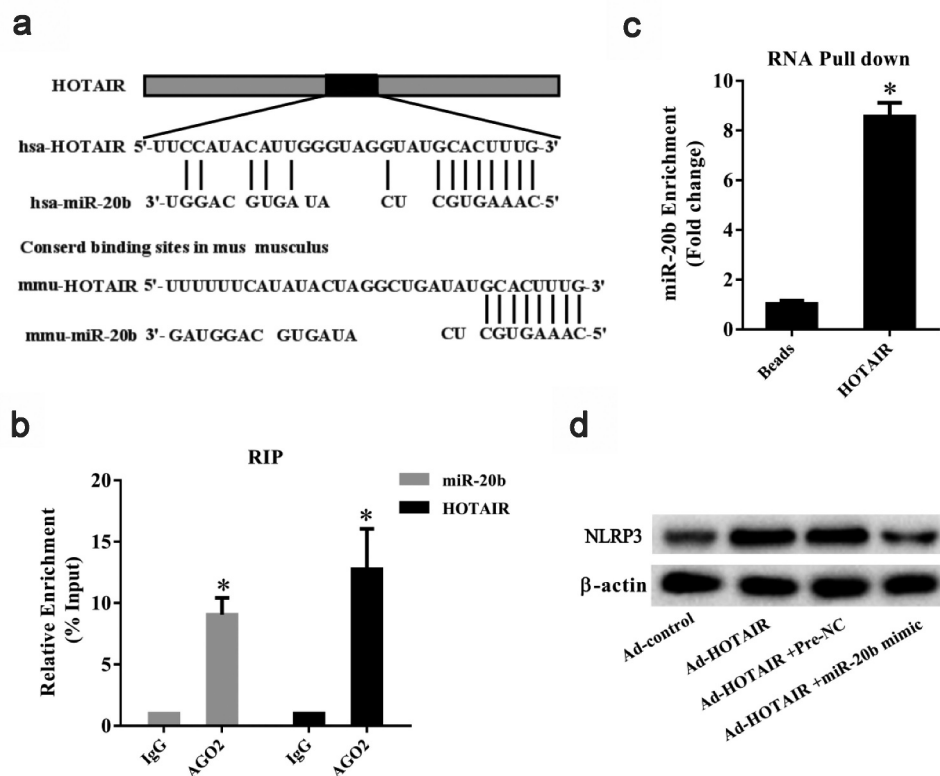 a
HOTAIR
hsa-HOTAIR 5'-UUCCAUACAUUGGGUAGGUAUGCACUUUG-3'
hsa-miR-20b 3'-UGGAC GUGA UA CU CGUGAAAC-5'
Conserd binding sites in mus musculus
mmu-HOTAIR 5'-UUUUUUCAUAUACUAGGCUGAUAUGCACUUUG-3'
mmu-miR-20b 3'-GAUGGAC GUGAUA CU CGUGAAAC-5'
b
RIP
miR-20b
HOTAIR
Relative Enrichment
(% Input)
20
15
10
5
0
*
*
IgG
AGO2
IgG
AGO2
c
RNA Pull down
miR-20b Enrichment
(Fold change)
10
8
6
4
2
0
*
Beads
HOTAIR
d
NLRP3
β-actin
Ad-control
Ad-HOTAIR
Ad-HOTAIR +Pre-NC
Ad-HOTAIR +miR-20b mimic